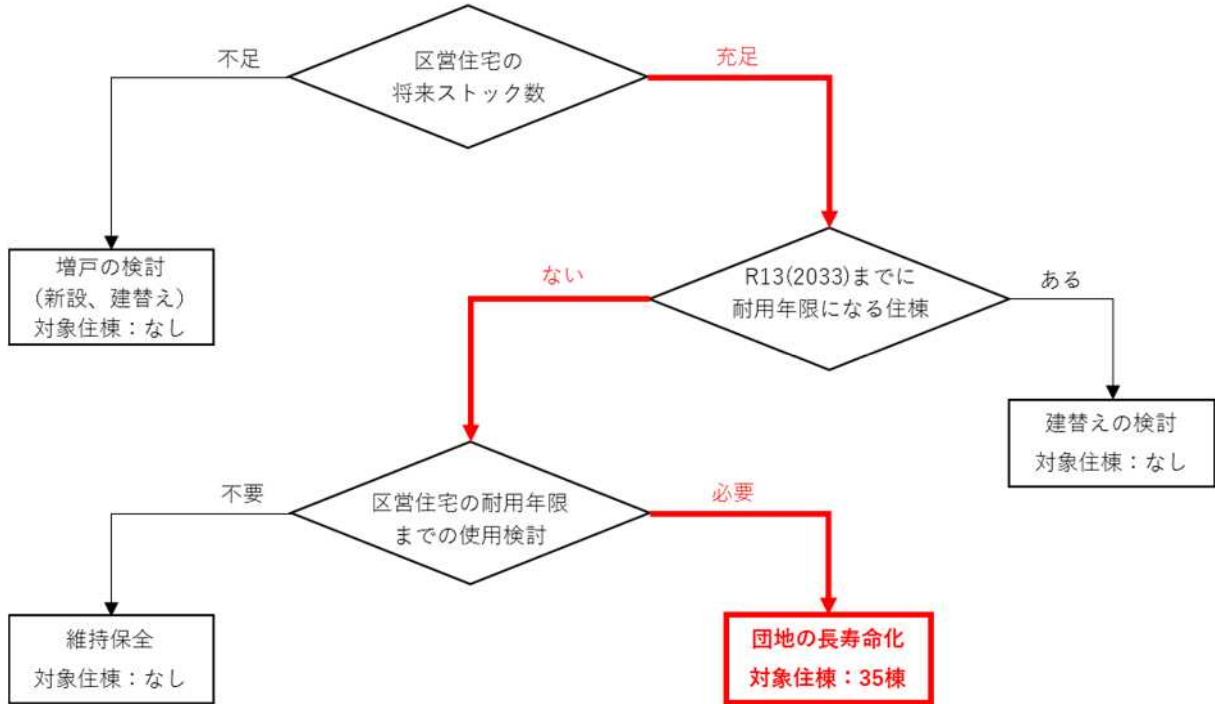 区営住宅の
将来ストック数
不足
充足
増戸の検討
（新設、建替え）
対象住棟：なし
R13(2033)までに
耐用年限になる住棟
ない
ある
建替えの検討
対象住棟：なし
区営住宅の耐用年限
までの使用検討
不要
必要
維持保全
対象住棟：なし
団地の長寿命化
対象住棟：35棟